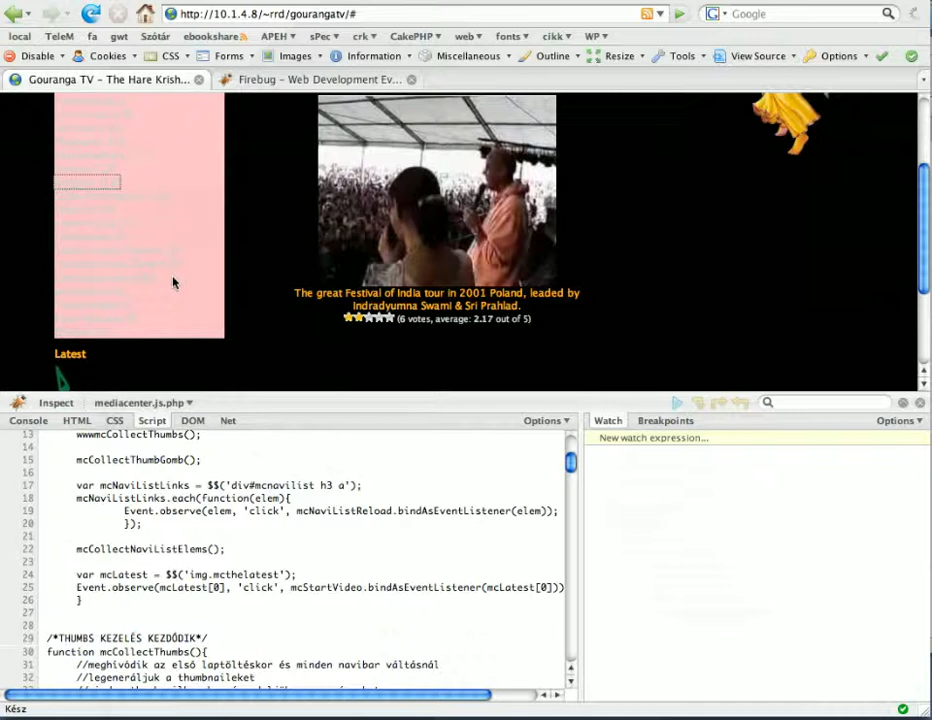 http://10.1.4.8/~rrd/gourangatv/#
Google
local TeleM fa gwt Szótár ebookshare APEH sPec crk CakePHP web fonts cikk WP
Disable Cookies CSS Forms Images Information Miscellaneous Outline Resize Tools View Source Options
Gouranga TV - The Hare Krish... Firebug - Web Development Ev...
The great Festival of India tour in 2001 Poland, leaded by
Indradyumna Swami & Sri Prahlad.
(6 votes, average: 2.17 out of 5)
Latest
Inspect mediacenter.js.php
Console HTML CSS Script DOM Net Options Watch Breakpoints Options
New watch expression...
13 wwwmcCollectThumbs();
14
15 mcCollectThumbGomb();
16
17 var mcNaviListLinks = $$('div#mcnavilist h3 a');
18 mcNaviListLinks.each(function(elem){
19 Event.observe(elem, 'click', mcNaviListReload.bindAsEventListener(elem));
20 });
21
22 mcCollectNaviListElems();
23
24 var mcLatest = $$('img.mcthelatest');
25 Event.observe(mcLatest[0], 'click', mcStartVideo.bindAsEventListener(mcLatest[0]))
26 }
27
28
29 /*THUMBS KEZELÉS KEZDŐDIK*/
30 function mcCollectThumbs(){
31 //meghívódik az első laptöltéskor és minden navibar váltásnál
32 //legeneráljuk a thumbnaileket
Kész